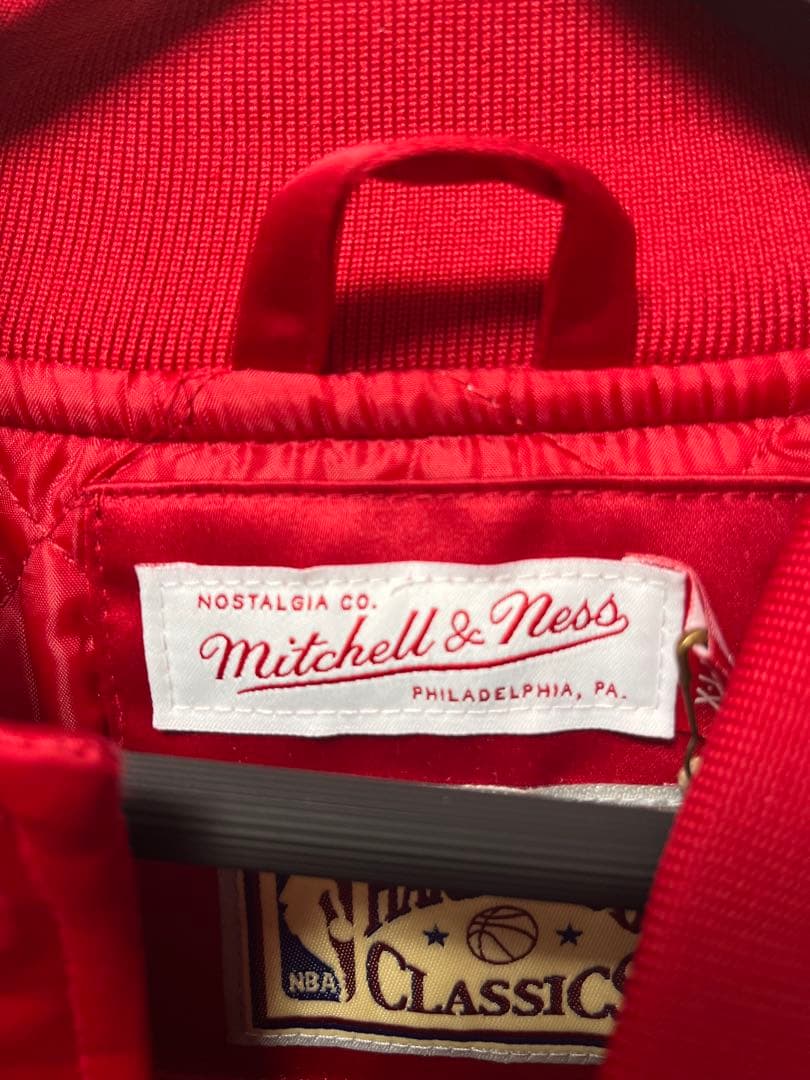 NOSTALGIA CO.
Mitchell & Ness
PHILADELPHIA, PA.
NBA
CLASSICS